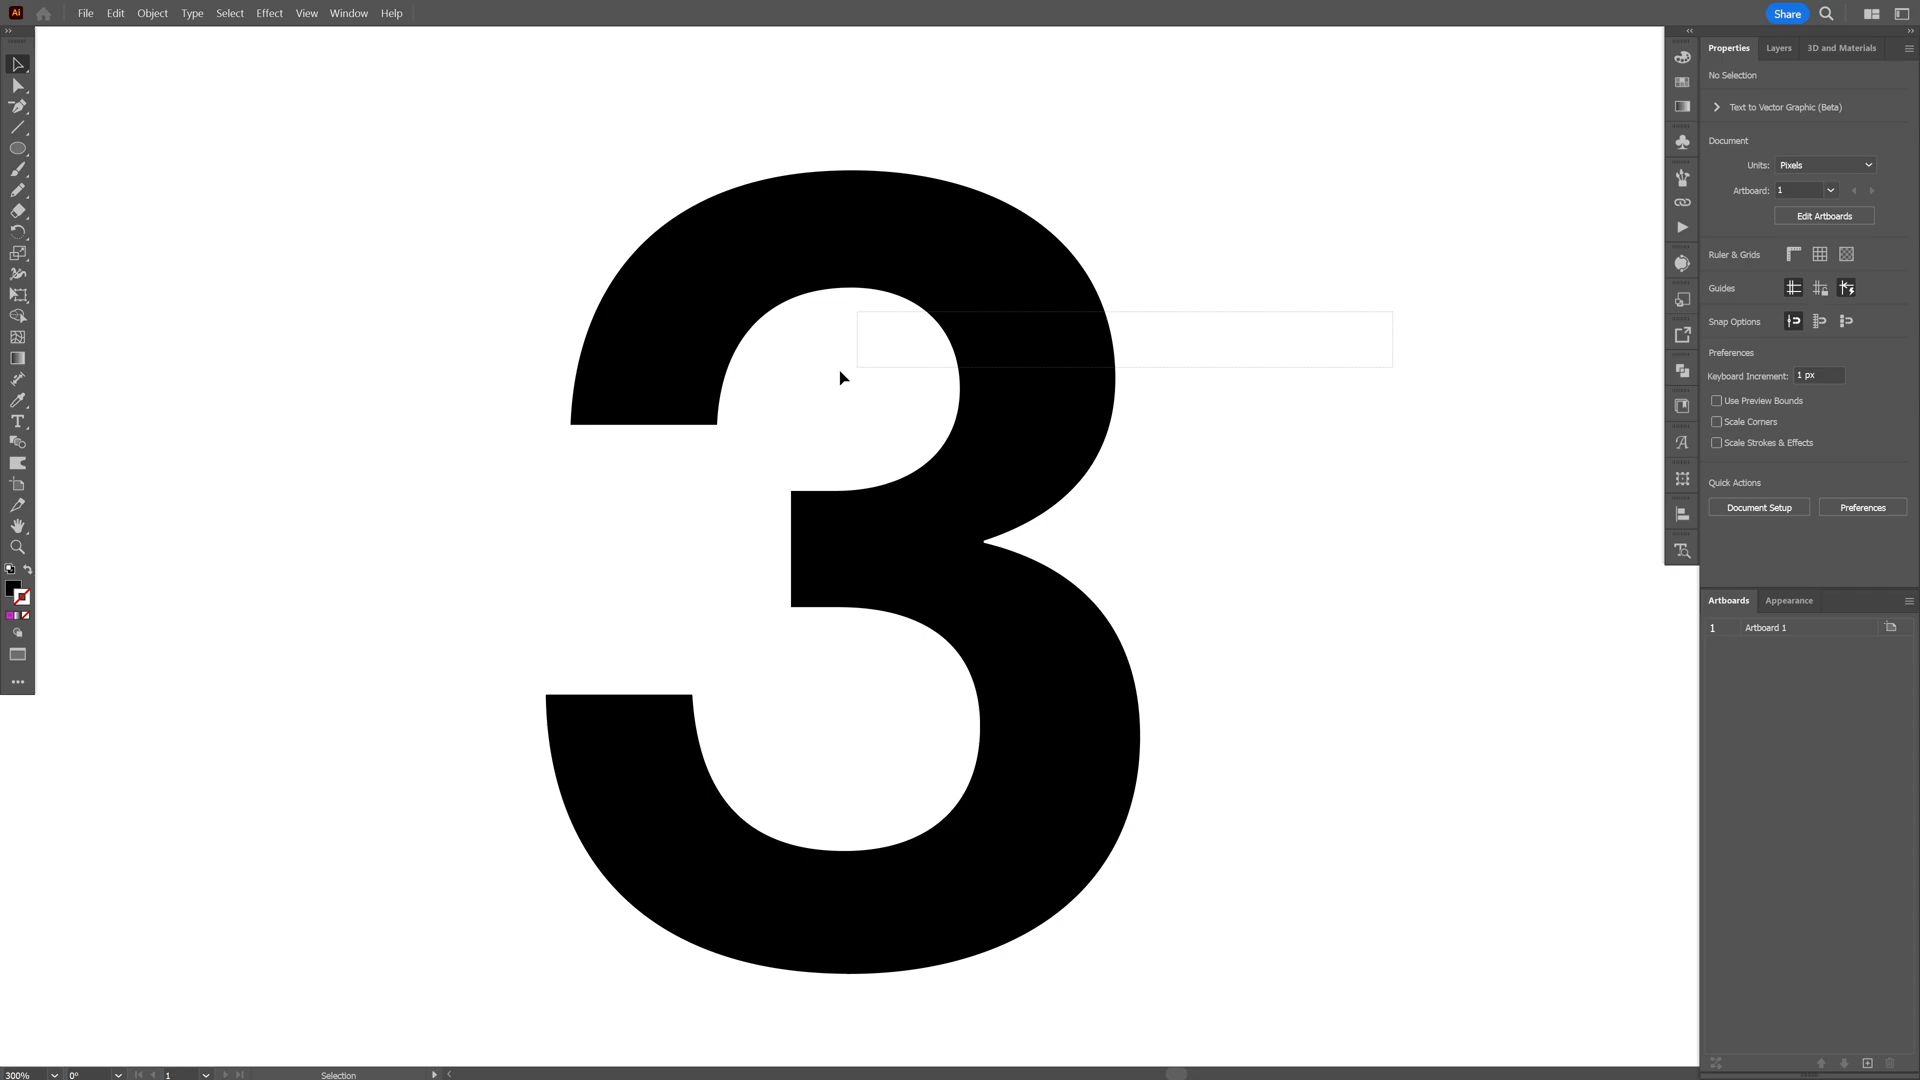 Ai File Edit Object Type Select Effect View Window Help Share
Properties Layers 3D and Materials
No Selection
Text to Vector Graphic (Beta)
Document
Units: Pixels
Artboard: 1
Edit Artboards
Ruler & Grids
Guides
Snap Options
Preferences
Keyboard Increment: 1 px
Use Preview Bounds
Scale Corners
Scale Strokes & Effects
Quick Actions
Document Setup Preferences
3
Artboards Appearance
1 Artboard 1
300% 0° 1 Selection